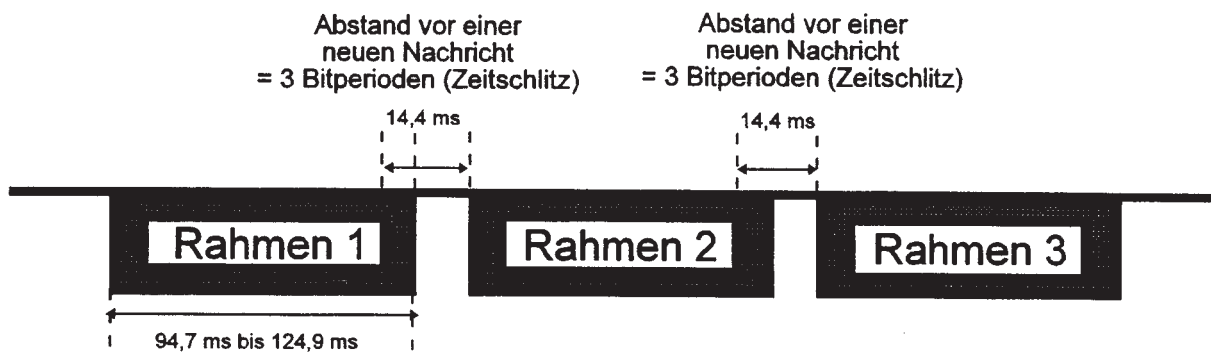 Abstand vor einer
neuen Nachricht
= 3 Bitperioden (Zeitschlitz)
14,4 ms
Abstand vor einer
neuen Nachricht
= 3 Bitperioden (Zeitschlitz)
14,4 ms
Rahmen 1
Rahmen 2
Rahmen 3
94,7 ms bis 124,9 ms